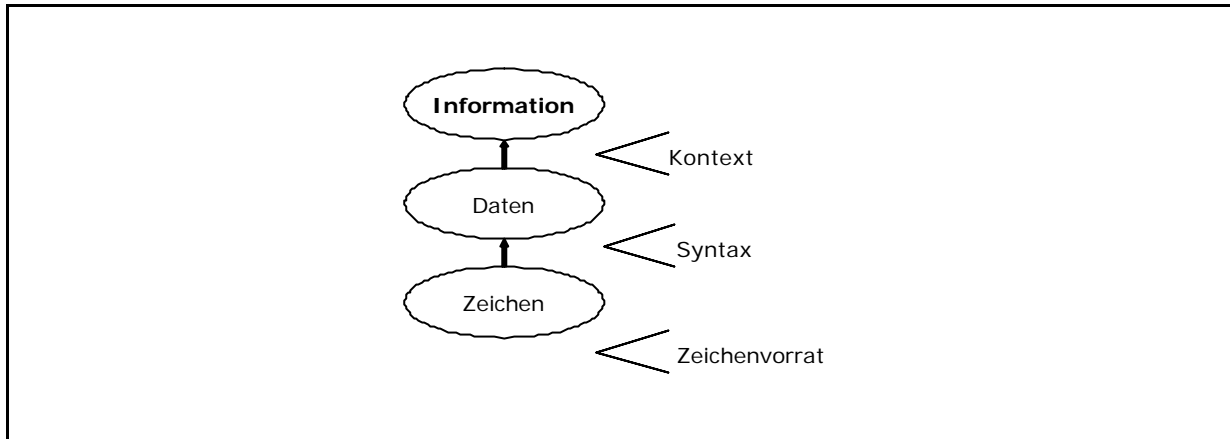 Information
Kontext
Daten
Syntax
Zeichen
Zeichenvorrat